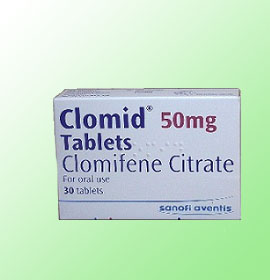 Clomid® 50mg
Tablets
Clomifene Citrate
For oral use
30 tablets
sanofi aventis